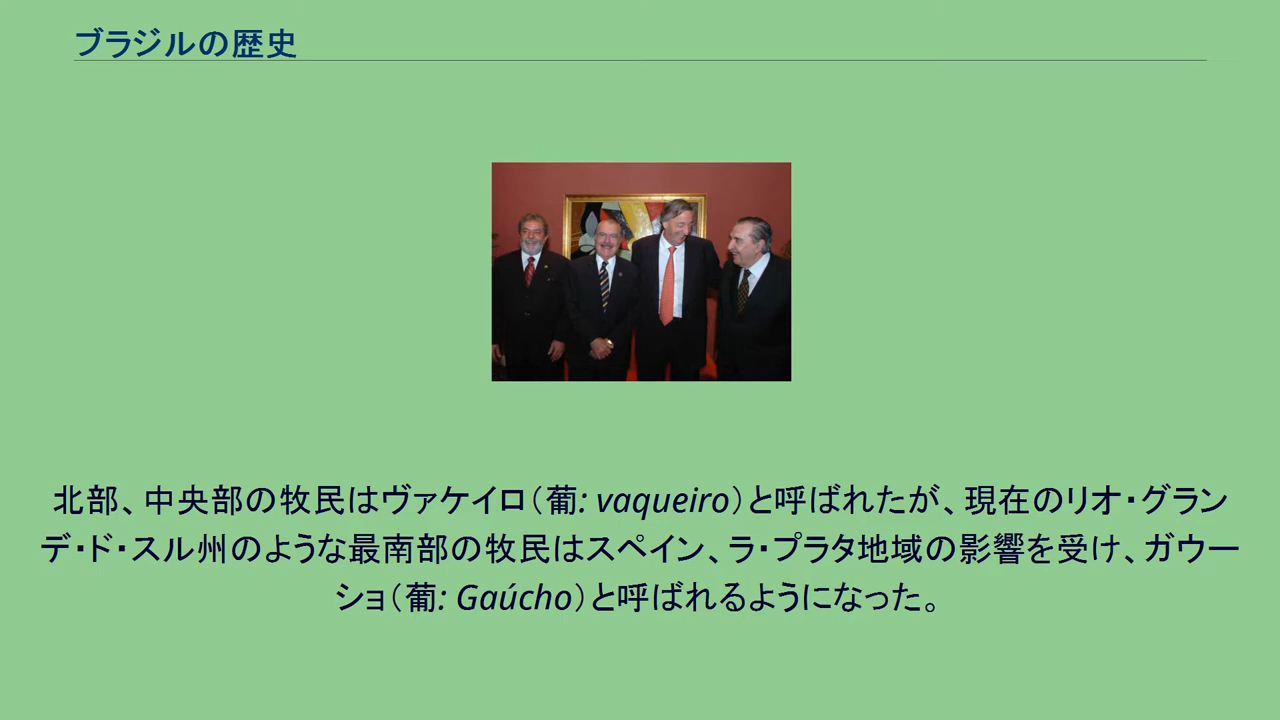 ブラジルの歴史
北部、中央部の牧民はヴァケイロ（葡: vaqueiro）と呼ばれたが、現在のリオ・グラン
デ・ド・スル州のような最南部の牧民はスペイン、ラ・プラタ地域の影響を受け、ガウー
ショ（葡: Gaúcho）と呼ばれるようになった。